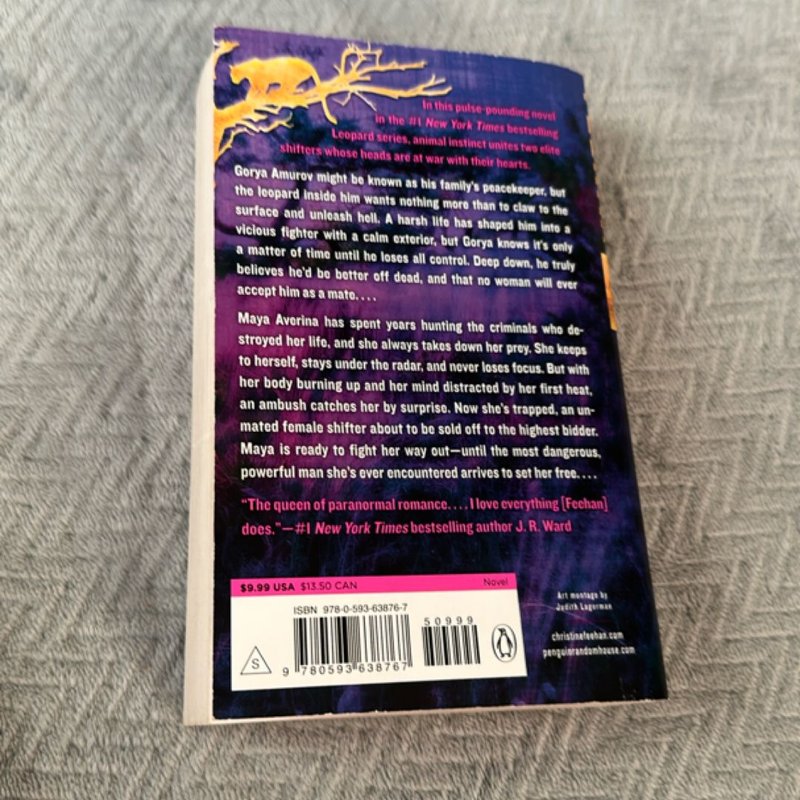 In this pulse-pounding novel
in the #1 New York Times bestselling
Leopard series, animal instinct unites two elite
shifters whose heads are at war with their hearts.
Gorya Amurov might be known as his family's peacekeeper, but
the leopard inside him wants nothing more than to claw to the
surface and unleash hell. A harsh life has shaped him into a
vicious fighter with a calm exterior, but Gorya knows it's only
a matter of time until he loses all control. Deep down, he truly
believes he'd be better off dead, and that no woman will ever
accept him as a mate....
Maya Averina has spent years hunting the criminals who de-
stroyed her life, and she always takes down her prey. She keeps
to herself, stays under the radar, and never loses focus. But with
her body burning up and her mind distracted by her first heat,
an ambush catches her by surprise. Now she's trapped, an un-
mated female shifter about to be sold off to the highest bidder.
Maya is ready to fight her way out—until the most dangerous,
powerful man she's ever encountered arrives to set her free....
"The queen of paranormal romance.... I love everything [Feehan]
does."—#1 New York Times bestselling author J. R. Ward
$9.99 USA $13.50 CAN Novel
ISBN 978-0-593-63876-7
50999
S
9 780593 638767
Art montage by
Judith Lagerman
christinefeehan.com
penguinrandomhouse.com